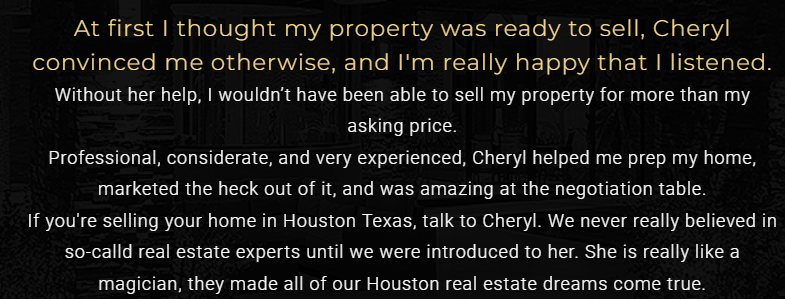 At first I thought my property was ready to sell, Cheryl
convinced me otherwise, and I'm really happy that I listened.
Without her help, I wouldn't have been able to sell my property for more than my
asking price.
Professional, considerate, and very experienced, Cheryl helped me prep my home,
marketed the heck out of it, and was amazing at the negotiation table.
If you're selling your home in Houston Texas, talk to Cheryl. We never really believed in
so-calld real estate experts until we were introduced to her. She is really like a
magician, they made all of our Houston real estate dreams come true.